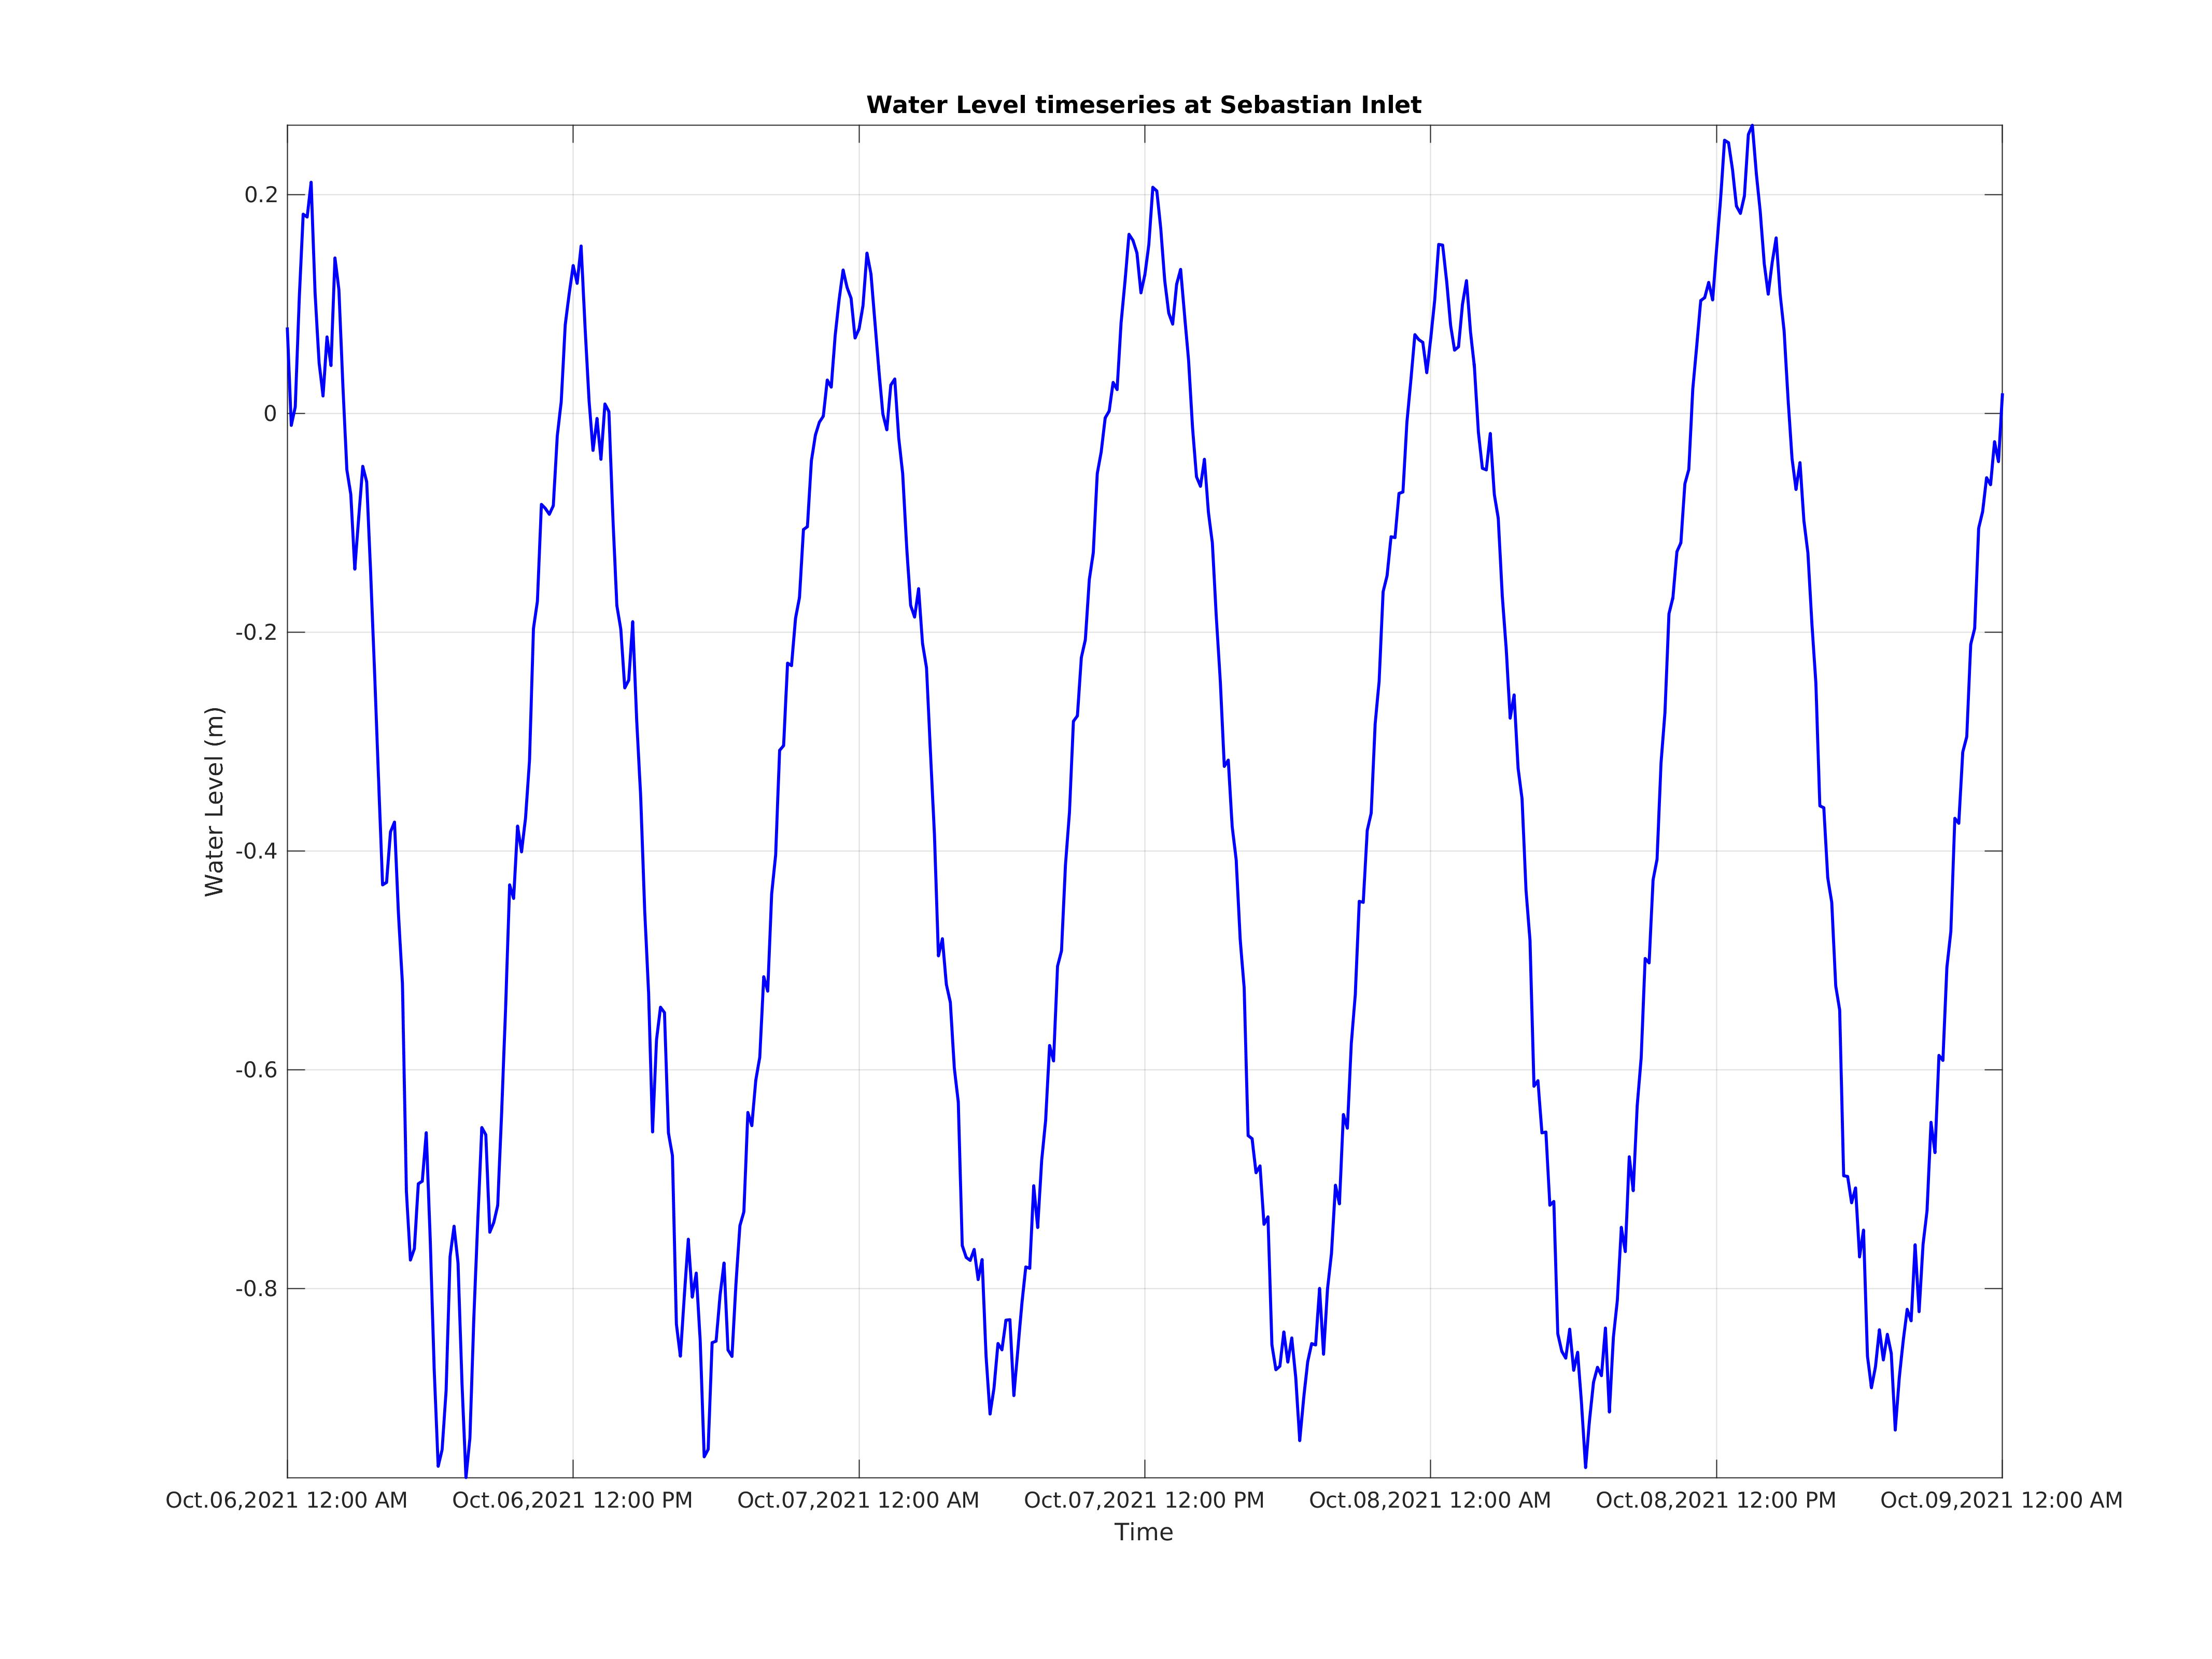 Water Level timeseries at Sebastian Inlet
0.2
0
-0.2
-0.4
-0.6
-0.8
Water Level (m)
Oct.06,2021 12:00 AM Oct.06,2021 12:00 PM Oct.07,2021 12:00 AM Oct.07,2021 12:00 PM Oct.08,2021 12:00 AM Oct.08,2021 12:00 PM Oct.09,2021 12:00 AM
Time